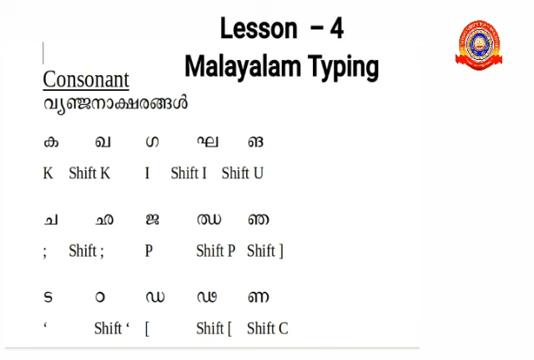 Lesson – 4
Malayalam Typing
Consonant
വ്യഞ്ജനാക്ഷരങ്ങൾ
ക ഖ ഗ ഘ ങ
K Shift K I Shift I Shift U
ച ഛ ജ ഝ ഞ
; Shift ; P Shift P Shift ]
ട ഠ ഡ ഢ ണ
‘ Shift ‘ [ Shift [ Shift C